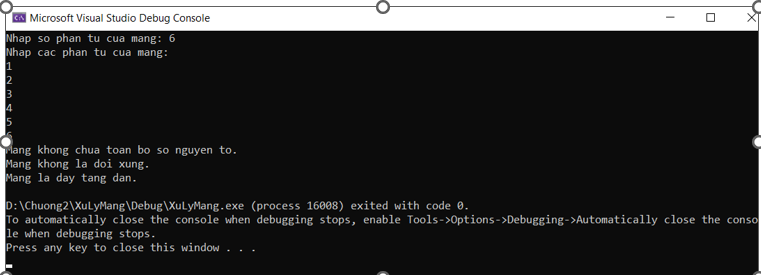 Microsoft Visual Studio Debug Console
Nhap so phan tu cua mang: 6
Nhap cac phan tu cua mang:
1
2
3
4
5
6
Mang khong chua toan bo so nguyen to.
Mang khong la doi xung.
Mang la day tang dan.
D:\Chuong2\XuLyMang\Debug\XuLyMang.exe (process 16008) exited with code 0.
To automatically close the console when debugging stops, enable Tools->Options->Debugging->Automatically close the conso
le when debugging stops.
Press any key to close this window . . .